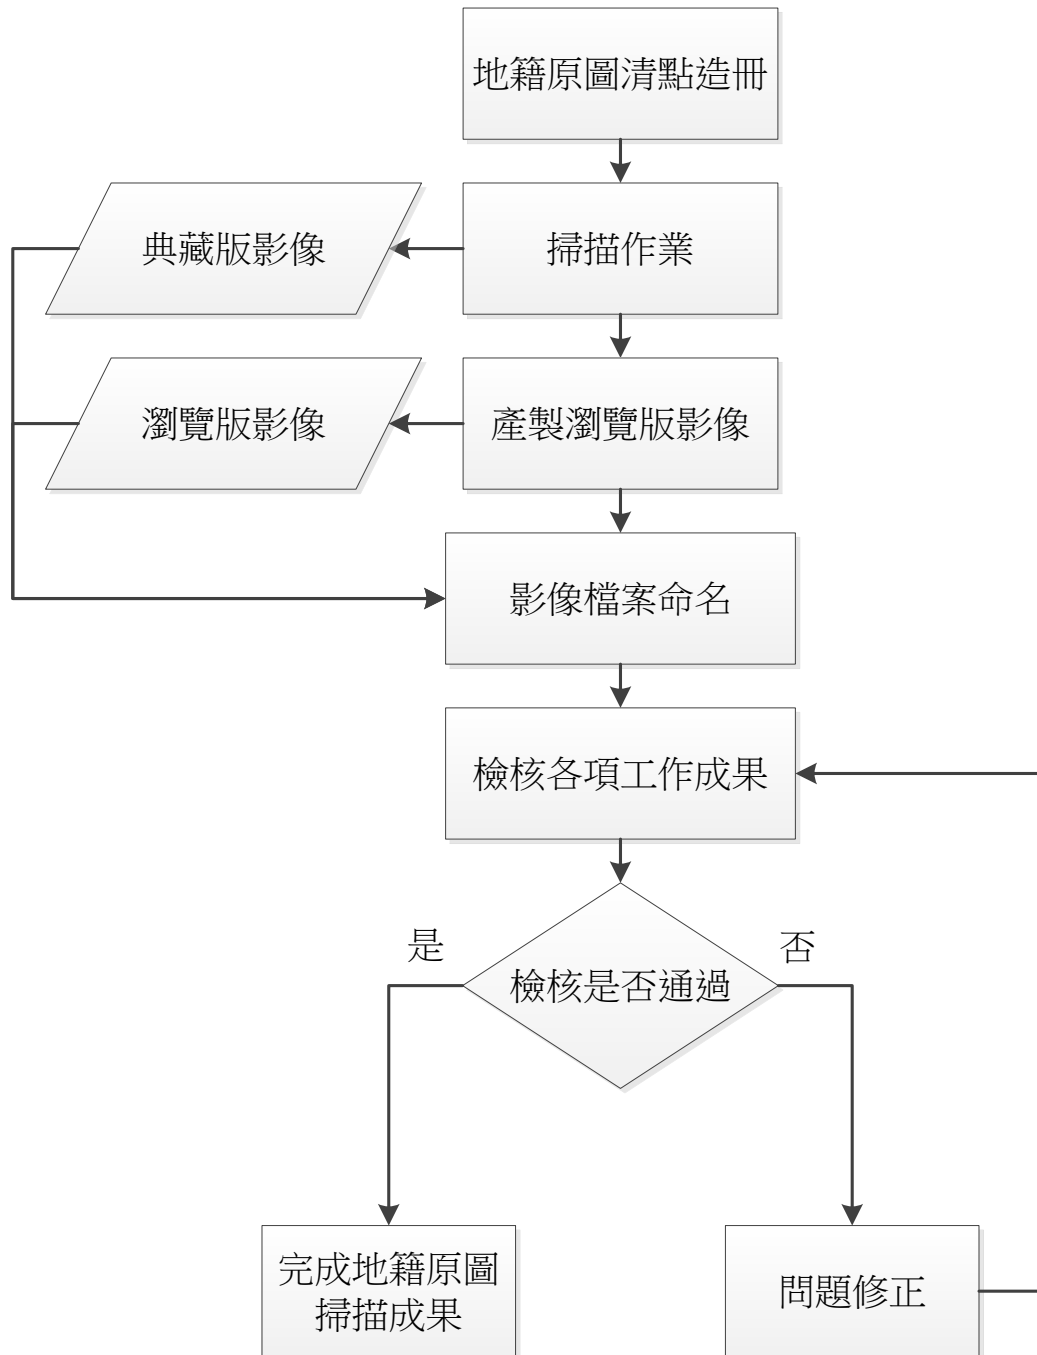 地籍原圖清點造冊
典藏版影像
掃描作業
瀏覽版影像
產製瀏覽版影像
影像檔案命名
檢核各項工作成果
是
否
檢核是否通過
完成地籍原圖
掃描成果
問題修正